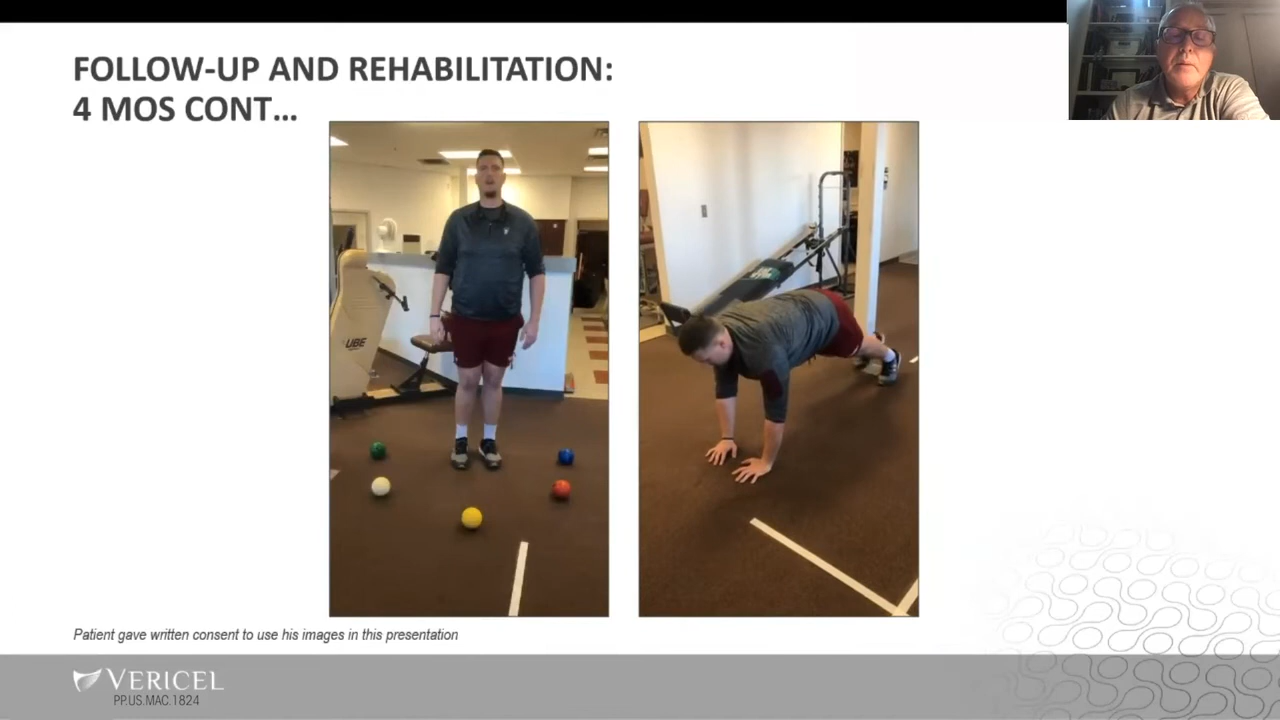 FOLLOW-UP AND REHABILITATION:
4 MOS CONT...
UBE
Patient gave written consent to use his images in this presentation
VERICEL
PP.US.MAC.1824